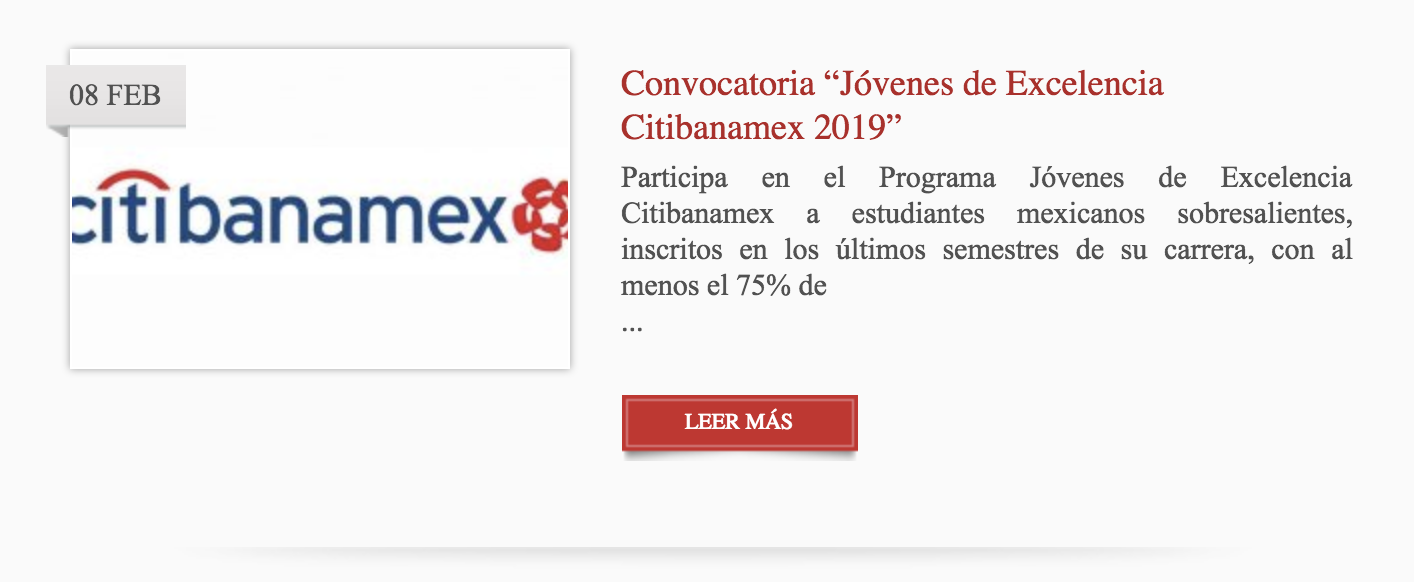 08 FEB
citibanamex
Convocatoria “Jóvenes de Excelencia
Citibanamex 2019”
Participa en el Programa Jóvenes de Excelencia
Citibanamex a estudiantes mexicanos sobresalientes,
inscritos en los últimos semestres de su carrera, con al
menos el 75% de
...
LEER MÁS